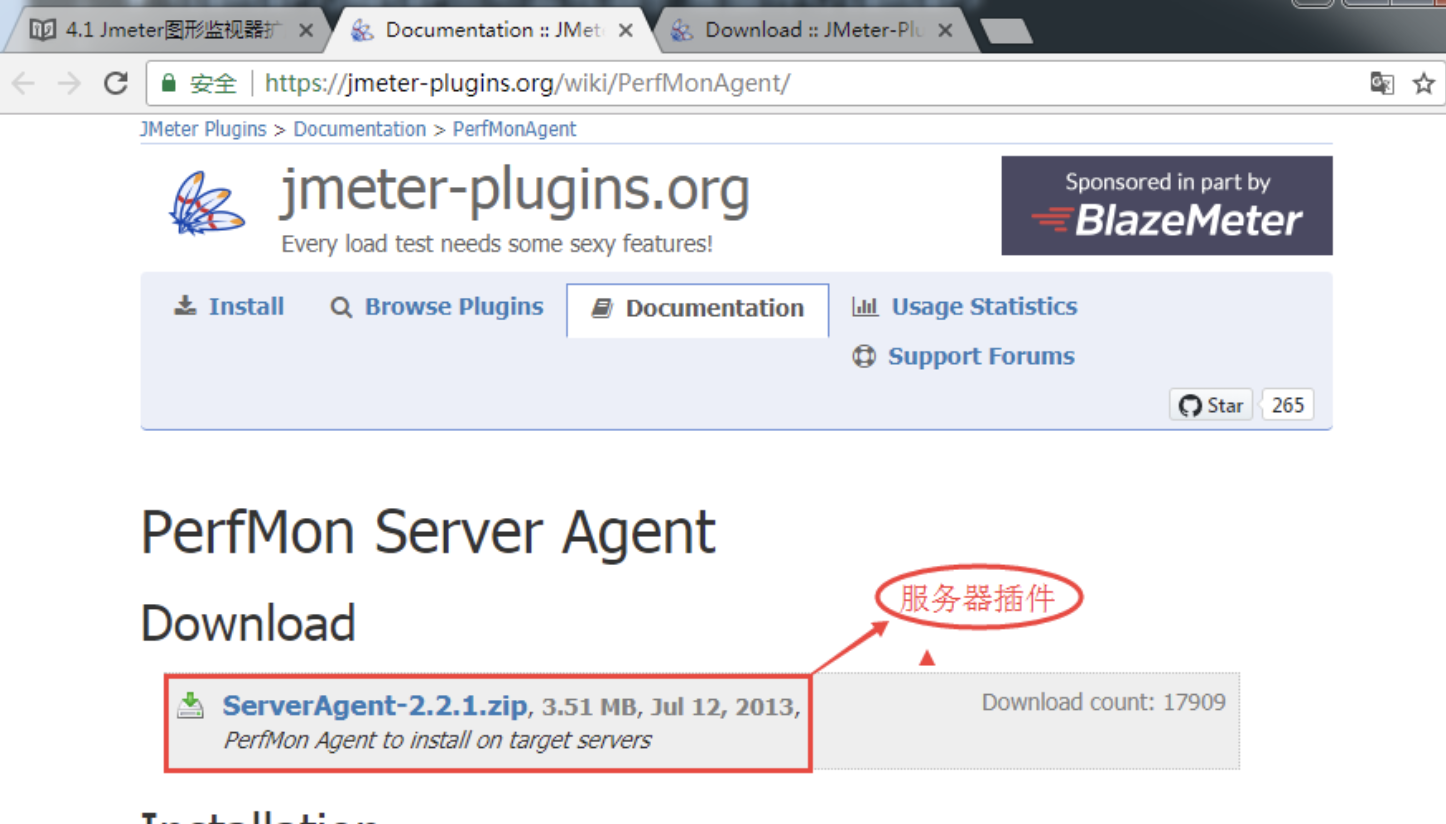 4.1 Jmeter图形监视器扩
Documentation :: JMet
Download :: JMeter-Plu
安全 | https://jmeter-plugins.org/wiki/PerfMonAgent/
JMeter Plugins > Documentation > PerfMonAgent
jmeter-plugins.org
Every load test needs some sexy features!
Sponsored in part by
BlazeMeter
Install
Browse Plugins
Documentation
Usage Statistics
Support Forums
Star 265
PerfMon Server Agent
服务器插件
Download
ServerAgent-2.2.1.zip, 3.51 MB, Jul 12, 2013,
Download count: 17909
PerfMon Agent to install on target servers
Installation